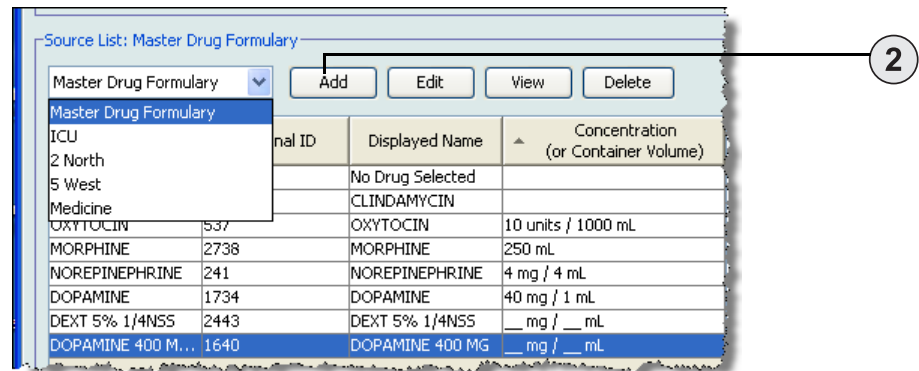 Source List: Master Drug Formulary
Master Drug Formulary Add Edit View Delete 2
Master Drug Formulary
ICU
2 North
5 West
Medicine
nal ID Displayed Name Concentration
(or Container Volume)
No Drug Selected
CLINDAMYCIN
OXYTOCIN 537 OXYTOCIN 10 units / 1000 mL
MORPHINE 2738 MORPHINE 250 mL
NOREPINEPHRINE 241 NOREPINEPHRINE 4 mg / 4 mL
DOPAMINE 1734 DOPAMINE 40 mg / 1 mL
DEXT 5% 1/4NSS 2443 DEXT 5% 1/4NSS __ mg / __ mL
DOPAMINE 400 M... 1640 DOPAMINE 400 MG __ mg / __ mL